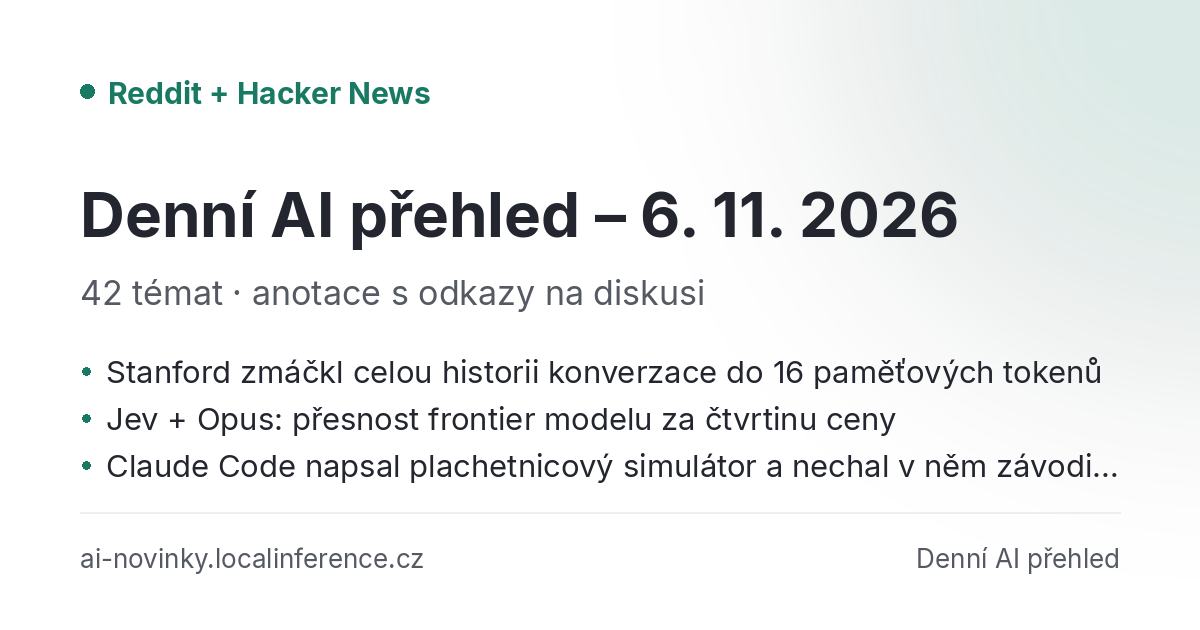 Reddit + Hacker News
Denní AI přehled – 6. 11. 2026
42 témat · anotace s odkazy na diskusi
• Stanford zmáčkl celou historii konverzace do 16 paměťových tokenů
• Jev + Opus: přesnost frontier modelu za čtvrtinu ceny
• Claude Code napsal plachetnicový simulátor a nechal v něm závodi…
ai-novinky.localinference.cz
Denní AI přehled